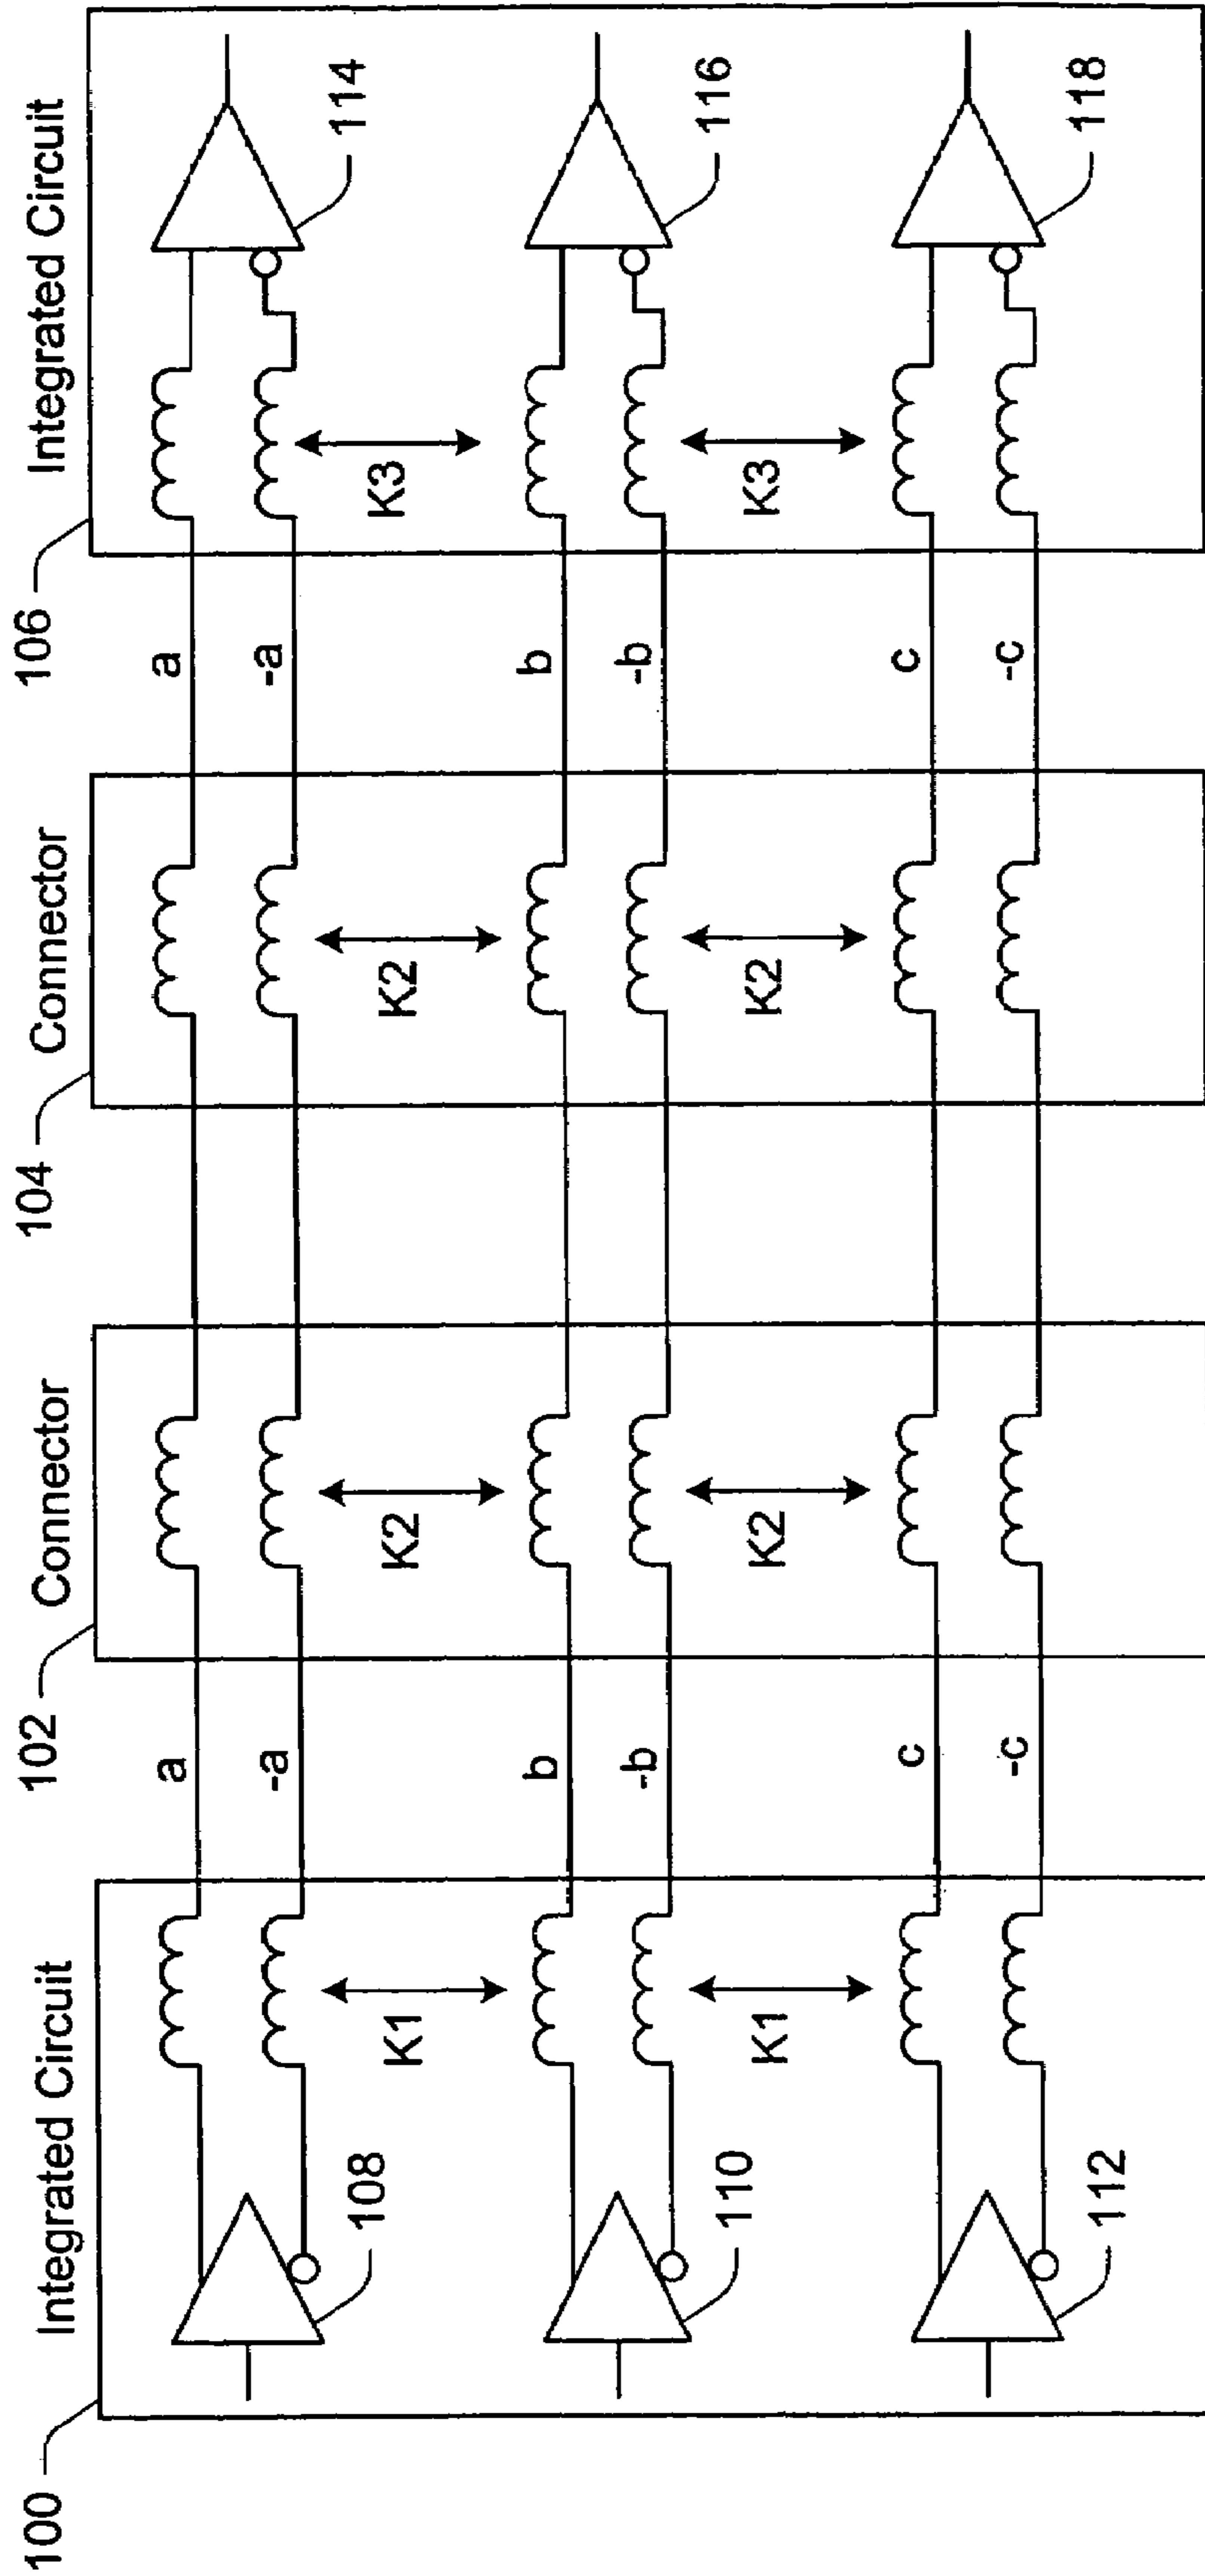 100
Integrated Circuit
102
Connector
104
Connector
106
Integrated Circuit
a
a
-a
-a
108
114
K1
K2
K2
K3
b
b
-b
-b
110
116
K1
K2
K2
K3
c
c
-c
-c
112
118